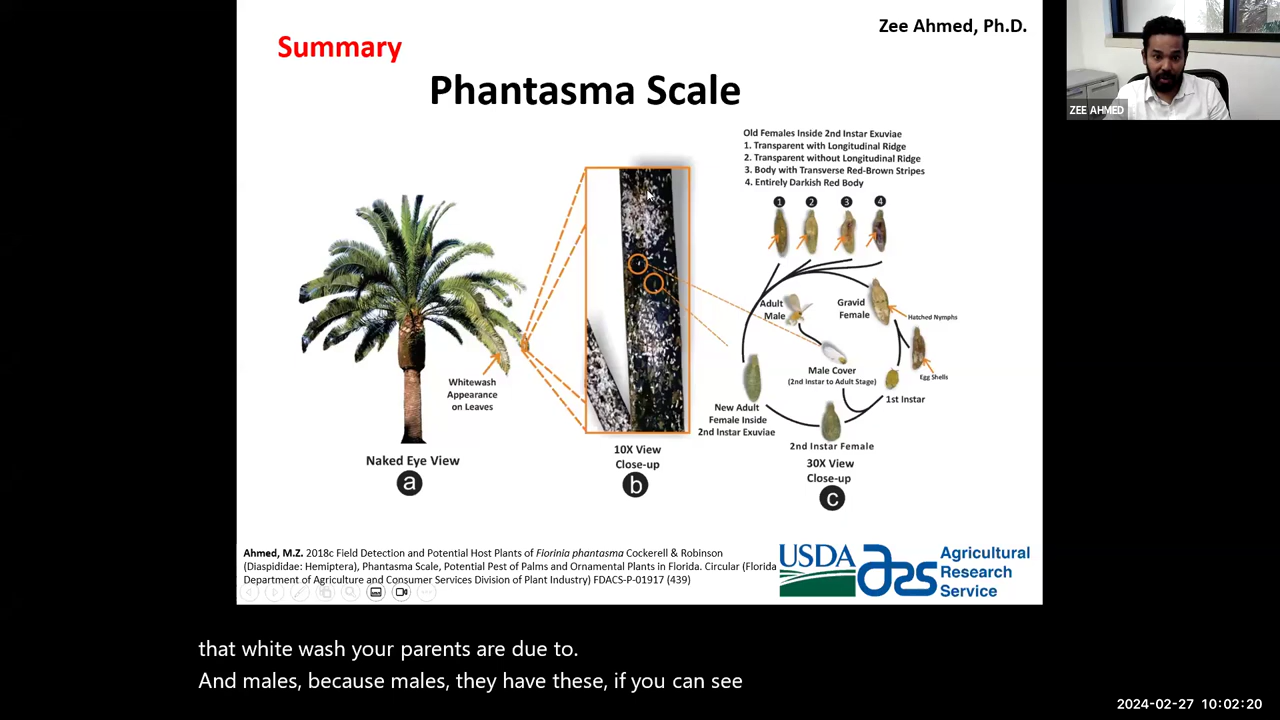 Zee Ahmed, Ph.D.
Summary
Phantasma Scale
ZEE AHMED
Old Females Inside 2nd Instar Exuviae
1. Transparent with Longitudinal Ridge
2. Transparent without Longitudinal Ridge
3. Body with Transverse Red-Brown Stripes
4. Entirely Darkish Red Body
1 2 3 4
Adult
Male
Gravid
Female
Hatched Nymphs
Egg Shells
Male Cover
(2nd Instar to Adult Stage)
1st Instar
New Adult
Female Inside
2nd Instar Exuviae
2nd Instar Female
Whitewash
Appearance
on Leaves
Naked Eye View
a
10X View
Close-up
b
30X View
Close-up
c
Ahmed, M.Z. 2018c Field Detection and Potential Host Plants of Fiorinia phantasma Cockerell & Robinson
(Diaspididae: Hemiptera), Phantasma Scale, Potential Pest of Palms and Ornamental Plants in Florida. Circular (Florida
Department of Agriculture and Consumer Services Division of Plant Industry) FDACS-P-01917 (439)
USDA
ars
Agricultural
Research
Service
that white wash your parents are due to.
And males, because males, they have these, if you can see
2024-02-27 10:02:20